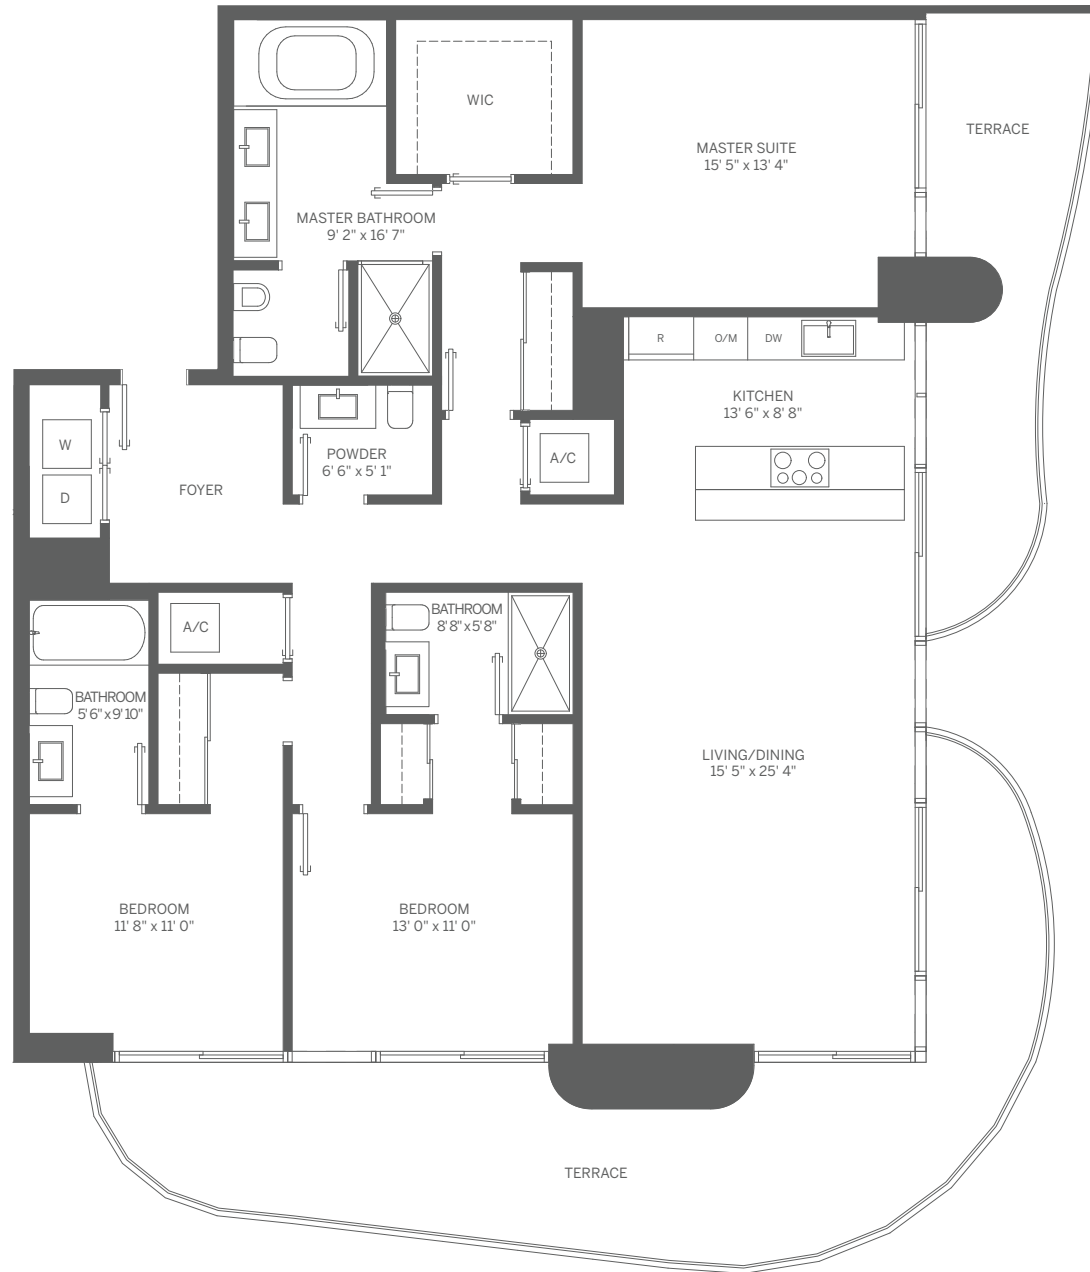 WIC
TERRACE
MASTER SUITE
15' 5" x 13' 4"
MASTER BATHROOM
9' 2" x 16' 7"
R
O/M
DW
KITCHEN
13' 6" x 8' 8"
W
POWDER
6' 6" x 5' 1"
A/C
D
FOYER
BATHROOM
8' 8" x 5' 8"
A/C
BATHROOM
5' 6" x 9' 10"
LIVING/DINING
15' 5" x 25' 4"
BEDROOM
11' 8" x 11' 0"
BEDROOM
13' 0" x 11' 0"
TERRACE